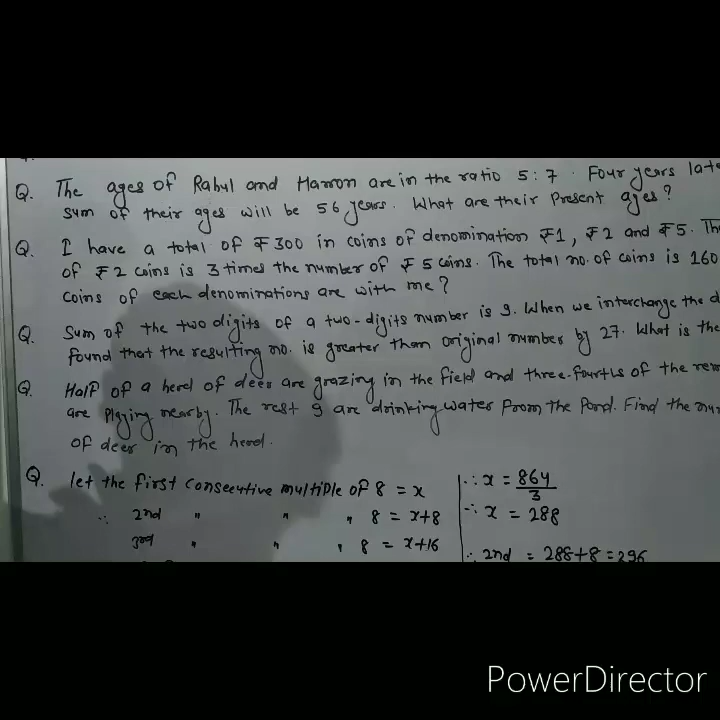 Q. The ages of Rahul and Haroon are in the ratio 5:7. Four years late
sum of their ages will be 56 years. What are their Present ages?
Q. I have a total of ₹300 in coins of denomination ₹1, ₹2 and ₹5. The
of ₹2 coins is 3 times the number of ₹5 coins. The total no. of coins is 160
coins of each denominations are with me?
Q. Sum of the two digits of a two-digits number is 9. When we interchange the d
found that the resulting no. is greater than original number by 27. What is the
Q. Half of a herd of deer are grazing in the field and three-fourths of the rem
are Playing nearby. The rest 9 are drinking water from the Pond. Find the nu
of deer in the herd.
Q. let the first Consecutive multiple of 8 = x
∴ 2nd " " " 8 = x+8
3rd " " " 8 = x+16
∴ x = 864/3
∴ x = 288
∴ 2nd = 288+8 = 296
PowerDirector